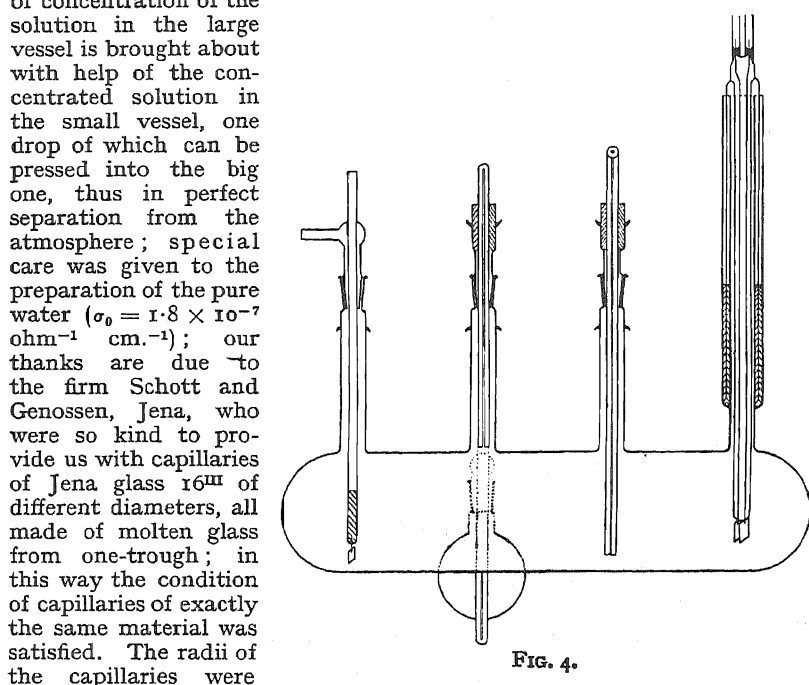 of concentration of the
solution in the large
vessel is brought about
with help of the con-
centrated solution in
the small vessel, one
drop of which can be
pressed into the big
one, thus in perfect
separation from the
atmosphere; special
care was given to the
preparation of the pure
water (σ₀ = 1·8 × 10⁻⁷
ohm⁻¹ cm.⁻¹); our
thanks are due to
the firm Schott and
Genossen, Jena, who
were so kind to pro-
vide us with capillaries
of Jena glass 16ᴵᴵᴵ of
different diameters, all
made of molten glass
from one-trough; in
this way the condition
of capillaries of exactly
the same material was
satisfied. The radii of
the capillaries were
FIG. 4.